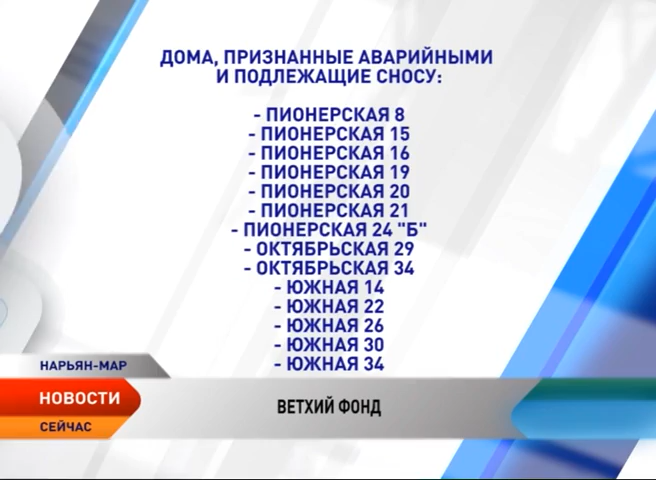 ДОМА, ПРИЗНАННЫЕ АВАРИЙНЫМИ
И ПОДЛЕЖАЩИЕ СНОСУ:
- ПИОНЕРСКАЯ 8
- ПИОНЕРСКАЯ 15
- ПИОНЕРСКАЯ 16
- ПИОНЕРСКАЯ 19
- ПИОНЕРСКАЯ 20
- ПИОНЕРСКАЯ 21
- ПИОНЕРСКАЯ 24 "Б"
- ОКТЯБРЬСКАЯ 29
- ОКТЯБРЬСКАЯ 34
- ЮЖНАЯ 14
- ЮЖНАЯ 22
- ЮЖНАЯ 26
- ЮЖНАЯ 30
- ЮЖНАЯ 34
НАРЬЯН-МАР
НОВОСТИ
СЕЙЧАС
ВЕТХИЙ ФОНД